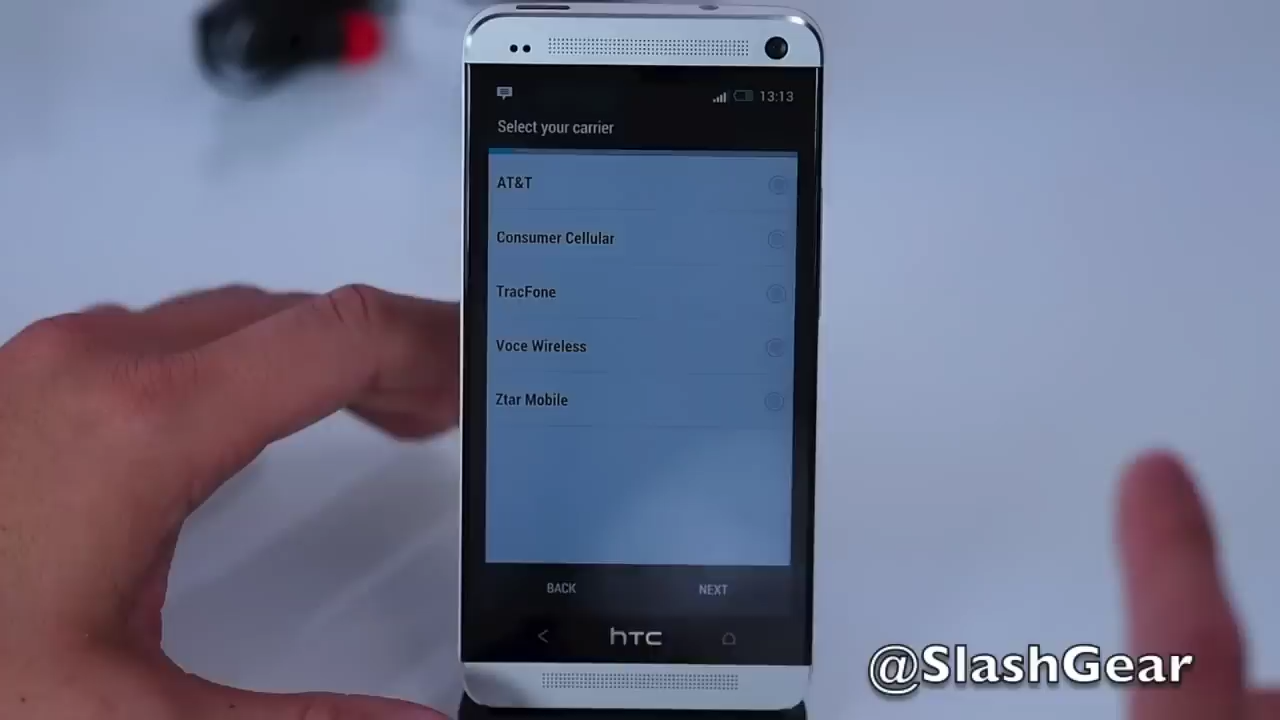 13:13
Select your carrier
AT&T
Consumer Cellular
TracFone
Voce Wireless
Ztar Mobile
BACK NEXT
hTC
@SlashGear